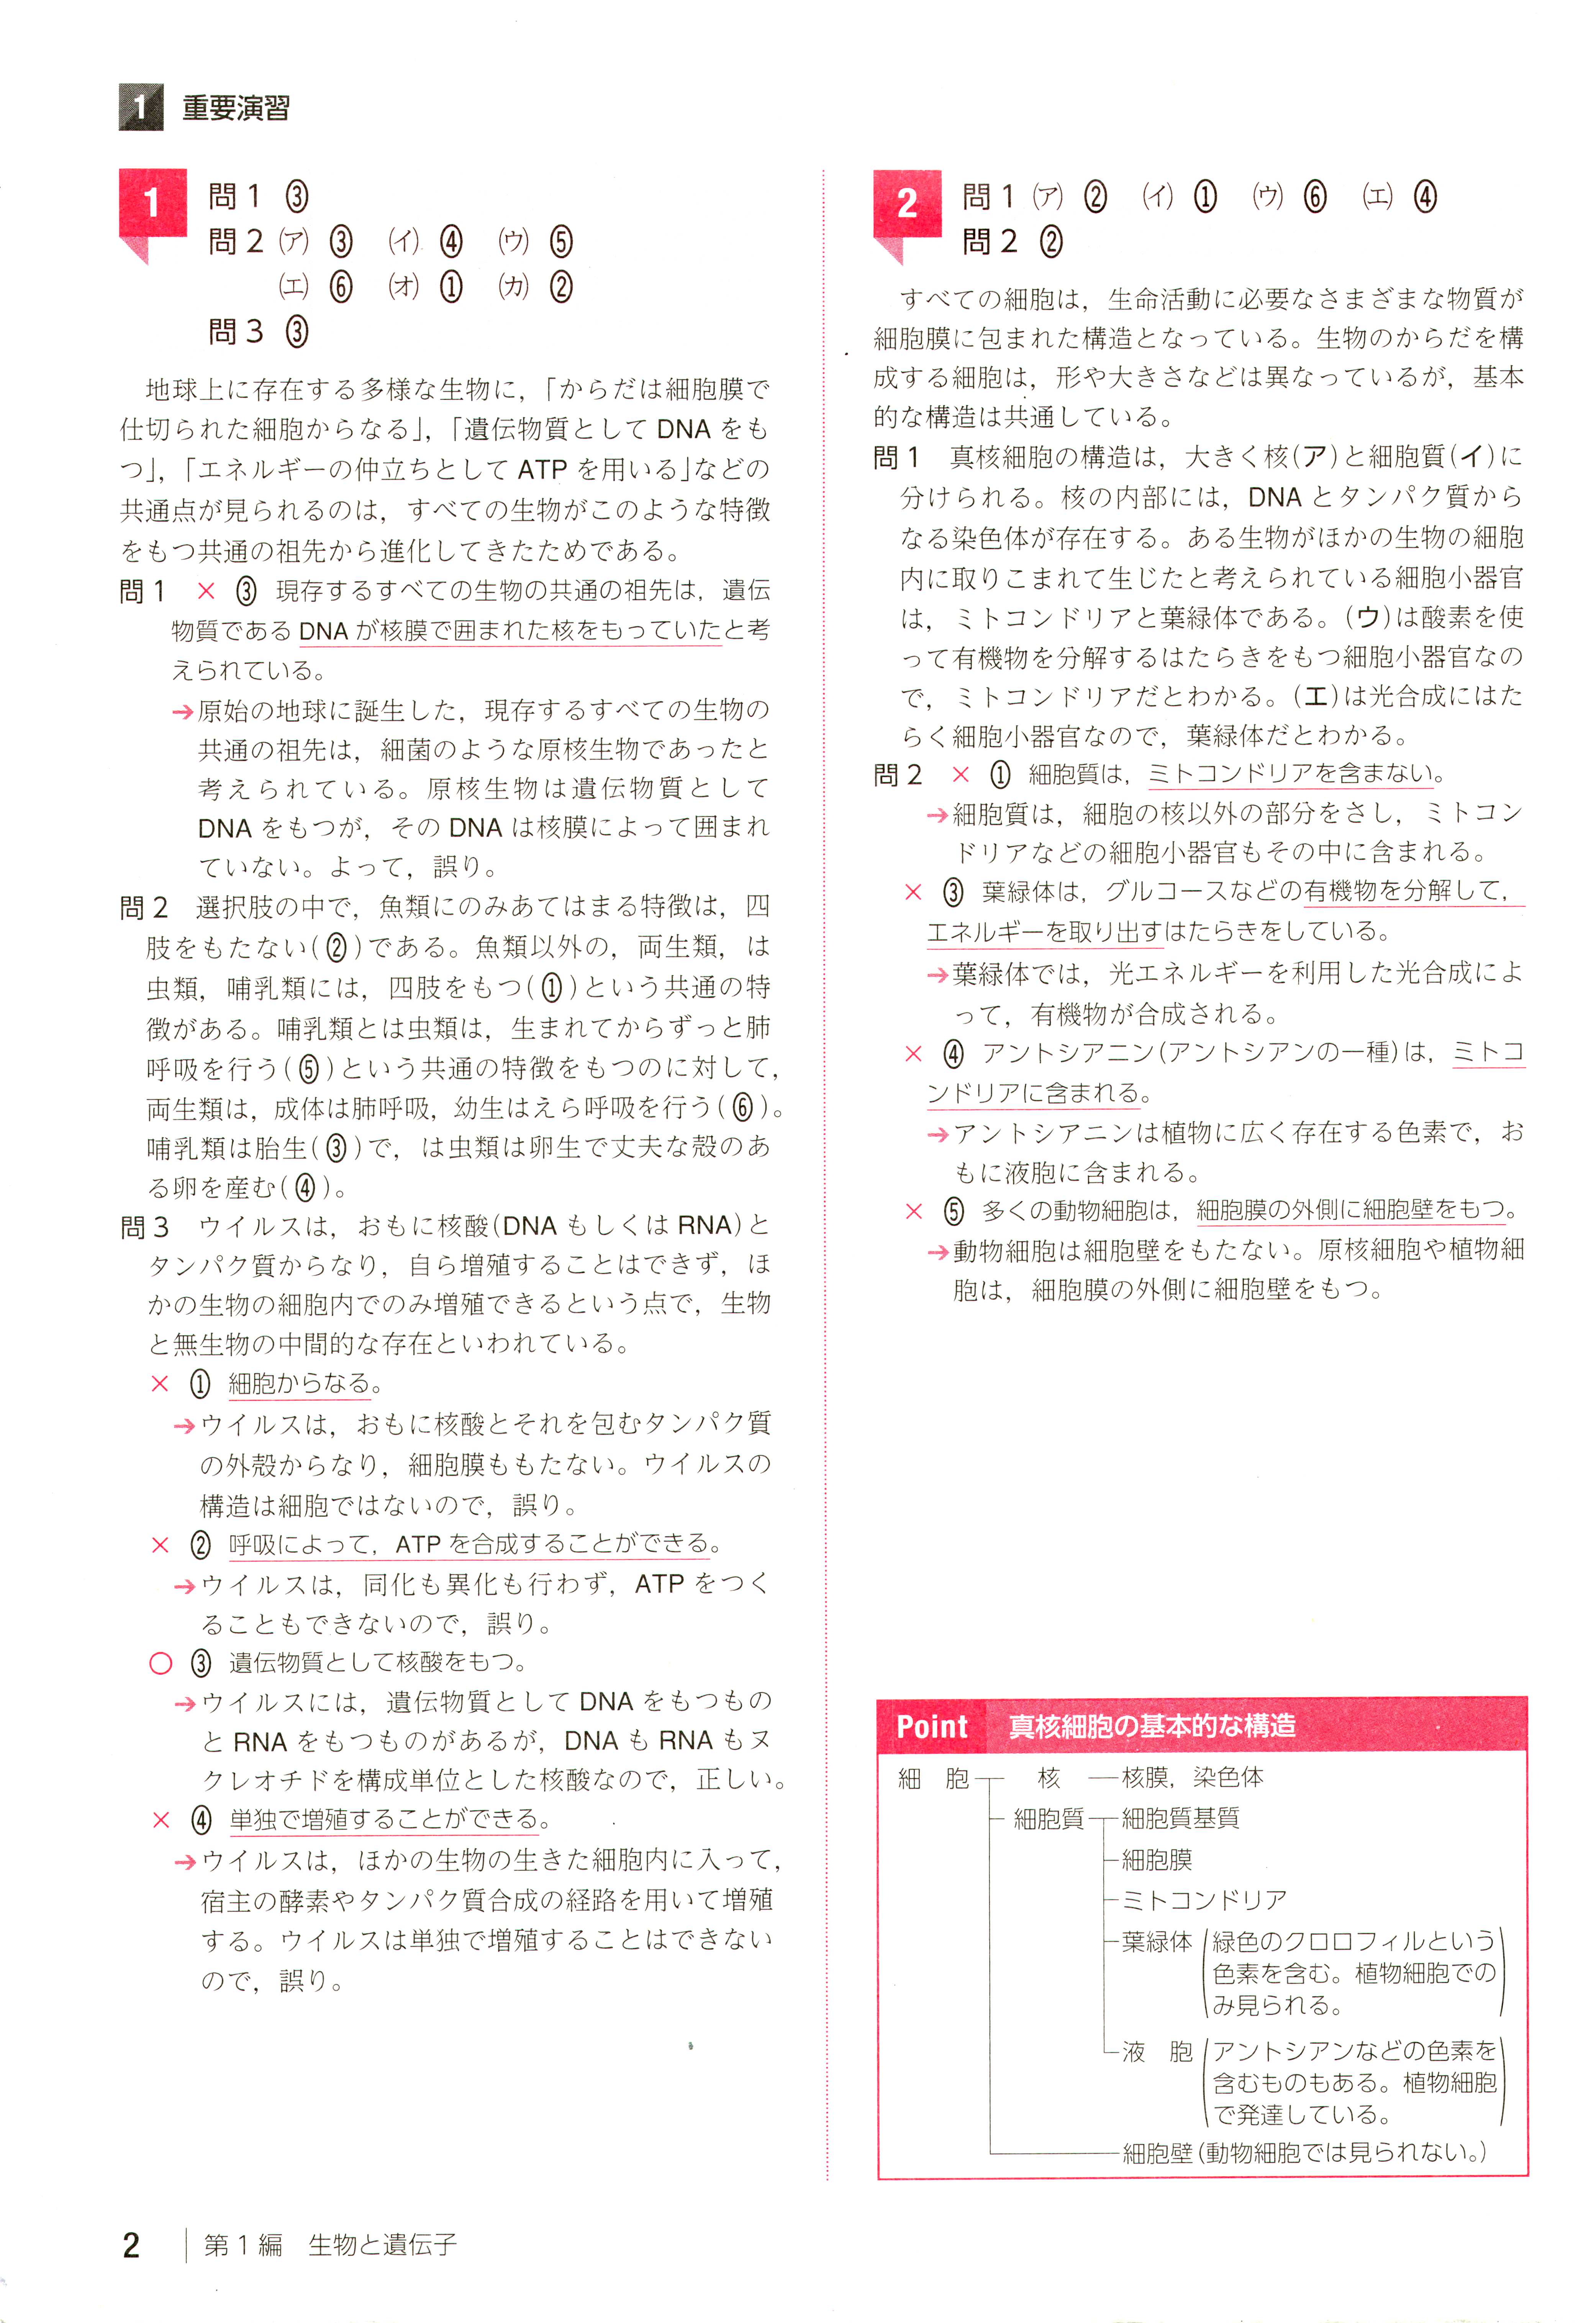 1 重要演習
1 問1 ③
問2 (ア) ③ (イ) ④ (ウ) ⑤
(エ) ⑥ (オ) ① (カ) ②
問3 ③
地球上に存在する多様な生物に，「からだは細胞膜で
仕切られた細胞からなる」，「遺伝物質として DNA をも
つ」，「エネルギーの仲立ちとして ATP を用いる」などの
共通点が見られるのは，すべての生物がこのような特徴
をもつ共通の祖先から進化してきたためである。
問1 × ③ 現存するすべての生物の共通の祖先は，遺伝
物質である DNA が核膜で囲まれた核をもっていたと考
えられている。
→原始の地球に誕生した，現存するすべての生物の
共通の祖先は，細菌のような原核生物であったと
考えられている。原核生物は遺伝物質として
DNA をもつが，その DNA は核膜によって囲まれ
ていない。よって，誤り。
問2 選択肢の中で，魚類にのみあてはまる特徴は，四
肢をもたない(②)である。魚類以外の，両生類，は
虫類，哺乳類には，四肢をもつ(①)という共通の特
徴がある。哺乳類とは虫類は，生まれてからずっと肺
呼吸を行う(⑤)という共通の特徴をもつのに対して，
両生類は，成体は肺呼吸，幼生はえら呼吸を行う(⑥)。
哺乳類は胎生(③)で，は虫類は卵生で丈夫な殻のあ
る卵を産む(④)。
問3 ウイルスは，おもに核酸(DNA もしくは RNA)と
タンパク質からなり，自ら増殖することはできず，ほ
かの生物の細胞内でのみ増殖できるという点で，生物
と無生物の中間的な存在といわれている。
× ① 細胞からなる。
→ウイルスは，おもに核酸とそれを包むタンパク質
の外殻からなり，細胞膜ももたない。ウイルスの
構造は細胞ではないので，誤り。
× ② 呼吸によって，ATP を合成することができる。
→ウイルスは，同化も異化も行わず，ATP をつく
ることもできないので，誤り。
○ ③ 遺伝物質として核酸をもつ。
→ウイルスには，遺伝物質として DNA をもつもの
と RNA をもつものがあるが，DNA も RNA もヌ
クレオチドを構成単位とした核酸なので，正しい。
× ④ 単独で増殖することができる。
→ウイルスは，ほかの生物の生きた細胞内に入って，
宿主の酵素やタンパク質合成の経路を用いて増殖
する。ウイルスは単独で増殖することはできない
ので，誤り。
2 問1 (ア) ② (イ) ① (ウ) ⑥ (エ) ④
問2 ②
すべての細胞は，生命活動に必要なさまざまな物質が
細胞膜に包まれた構造となっている。生物のからだを構
成する細胞は，形や大きさなどは異なっているが，基本
的な構造は共通している。
問1 真核細胞の構造は，大きく核(ア)と細胞質(イ)に
分けられる。核の内部には，DNA とタンパク質から
なる染色体が存在する。ある生物がほかの生物の細胞
内に取りこまれて生じたと考えられている細胞小器官
は，ミトコンドリアと葉緑体である。(ウ)は酸素を使
って有機物を分解するはたらきをもつ細胞小器官なの
で，ミトコンドリアだとわかる。(エ)は光合成にはた
らく細胞小器官なので，葉緑体だとわかる。
問2 × ① 細胞質は，ミトコンドリアを含まない。
→細胞質は，細胞の核以外の部分をさし，ミトコン
ドリアなどの細胞小器官もその中に含まれる。
× ③ 葉緑体は，グルコースなどの有機物を分解して，
エネルギーを取り出すはたらきをしている。
→葉緑体では，光エネルギーを利用した光合成によ
って，有機物が合成される。
× ④ アントシアニン(アントシアンの一種)は，ミトコ
ンドリアに含まれる。
→アントシアニンは植物に広く存在する色素で，お
もに液胞に含まれる。
× ⑤ 多くの動物細胞は，細胞膜の外側に細胞壁をもつ。
→動物細胞は細胞壁をもたない。原核細胞や植物細
胞は，細胞膜の外側に細胞壁をもつ。
Point 真核細胞の基本的な構造
細 胞 核 核膜，染色体
細胞質 細胞質基質
細胞膜
ミトコンドリア
葉緑体 (緑色のクロロフィルという
色素を含む。植物細胞での
み見られる。)
液 胞 (アントシアンなどの色素を
含むものもある。植物細胞
で発達している。)
細胞壁(動物細胞では見られない。)
2 第1編 生物と遺伝子